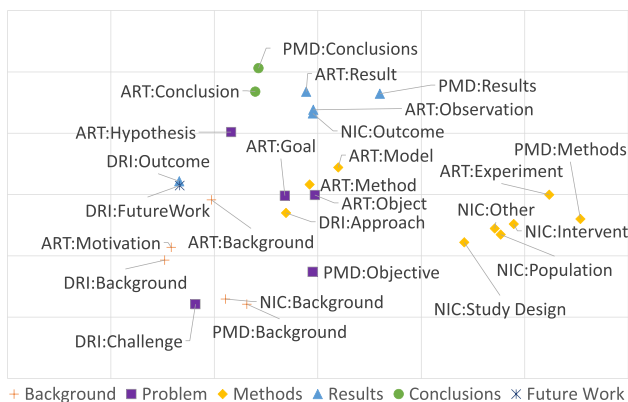 PMD:Conclusions
ART:Result
PMD:Results
ART:Conclusion
ART:Observation
NIC:Outcome
ART:Hypothesis
ART:Goal
PMD:Methods
ART:Model
DRI:Outcome
ART:Experiment
ART:Method
ART:Object
DRI:FutureWork
NIC:Other
DRI:Approach
NIC:Intervent
ART:Motivation
ART:Background
NIC:Population
PMD:Objective
DRI:Background
NIC:Background
NIC:Study Design
PMD:Background
DRI:Challenge
Background Problem Methods Results Conclusions Future Work